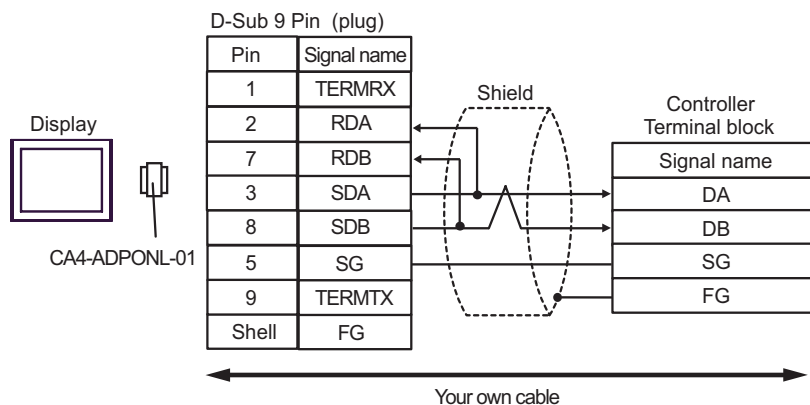 D-Sub 9 Pin (plug)
Pin Signal name
1 TERMRX
2 RDA
7 RDB
3 SDA
8 SDB
5 SG
9 TERMTX
Shell FG
Display
CA4-ADPONL-01
Shield
Controller
Terminal block
Signal name
DA
DB
SG
FG
Your own cable